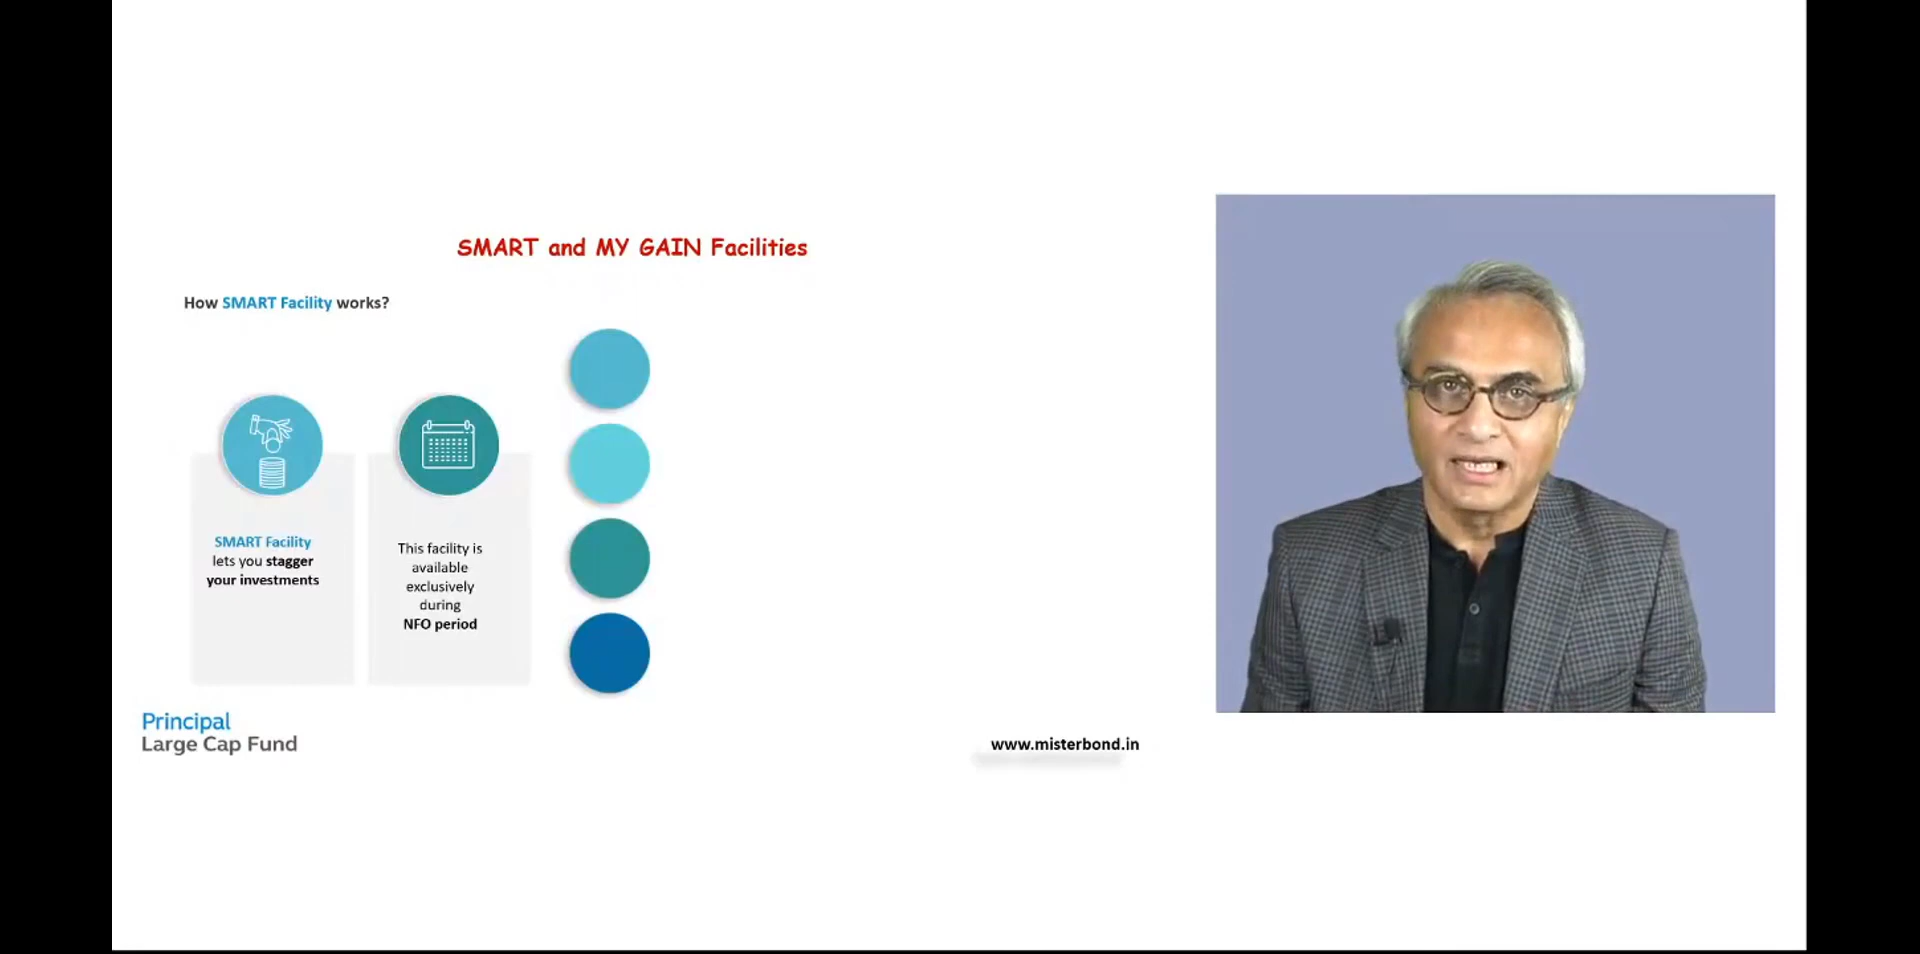 SMART and MY GAIN Facilities
How SMART Facility works?
SMART Facility
lets you stagger
your investments
This facility is
available
exclusively
during
NFO period
Principal
Large Cap Fund
www.misterbond.in